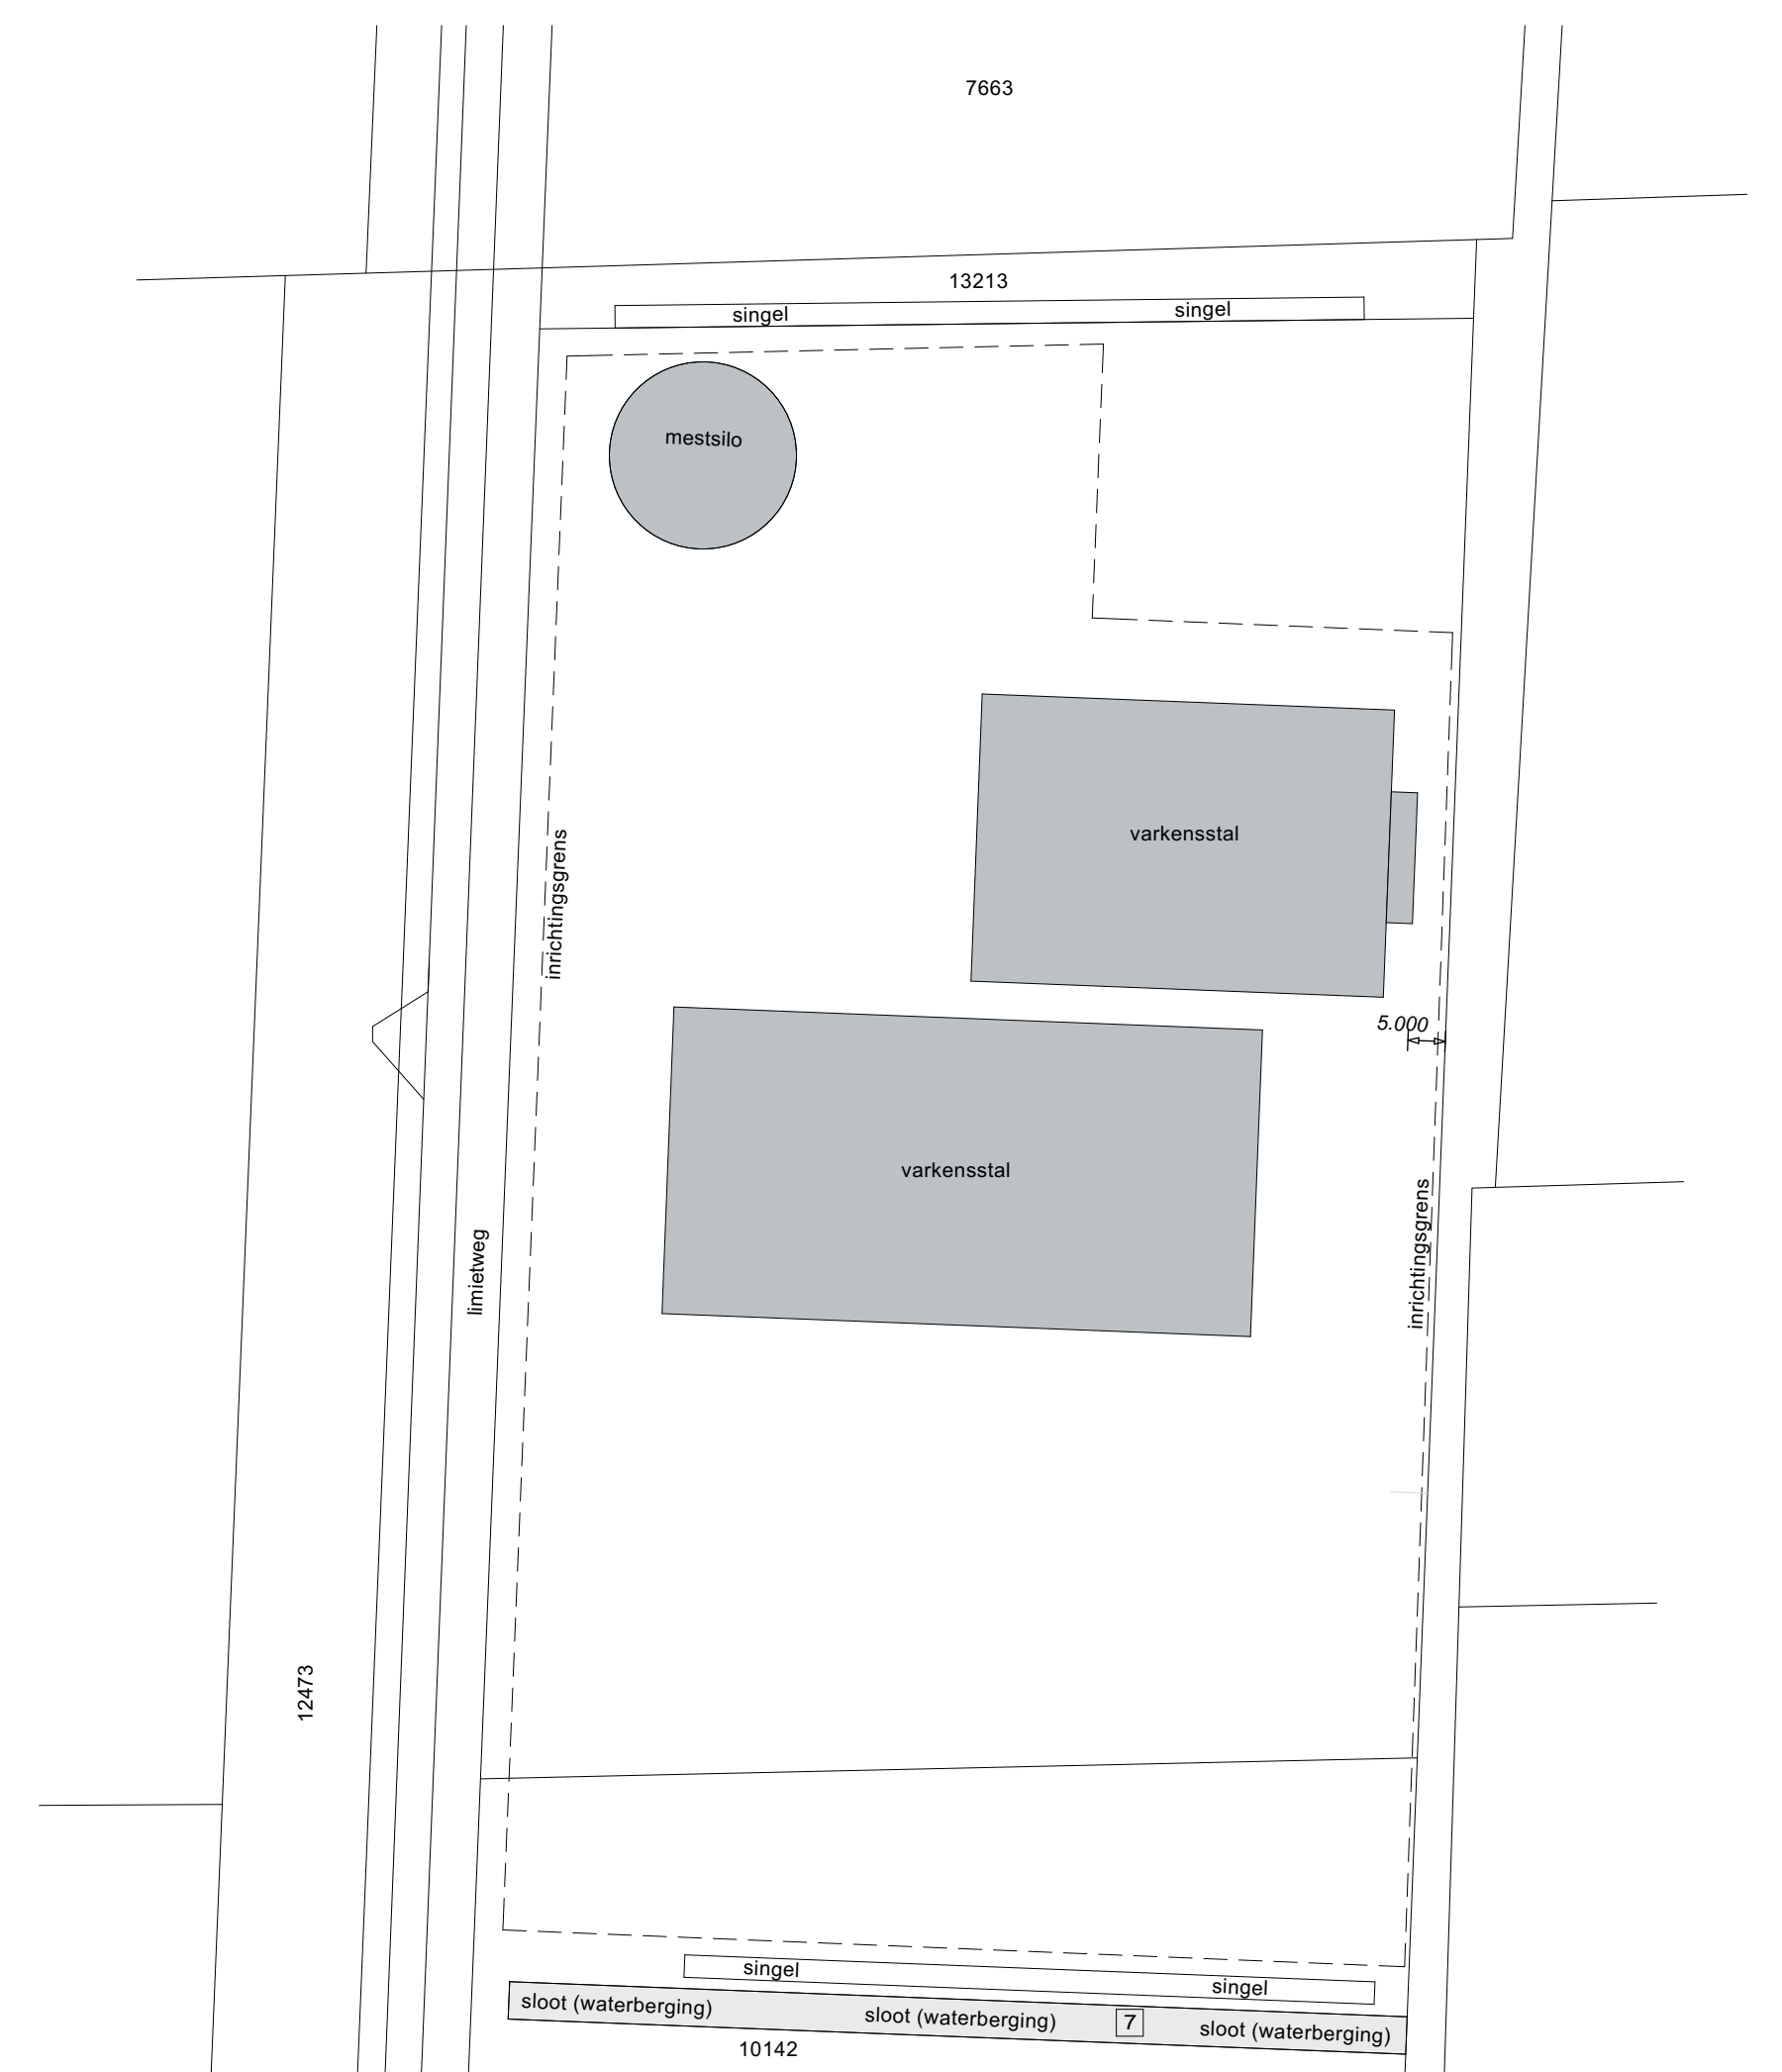 7663
13213
singel singel
mestsilo
inrichtingsgrens
varkensstal
5.000
varkensstal
inrichtingsgrens
limietweg
12473
singel singel
sloot (waterberging) sloot (waterberging) 7 sloot (waterberging)
10142